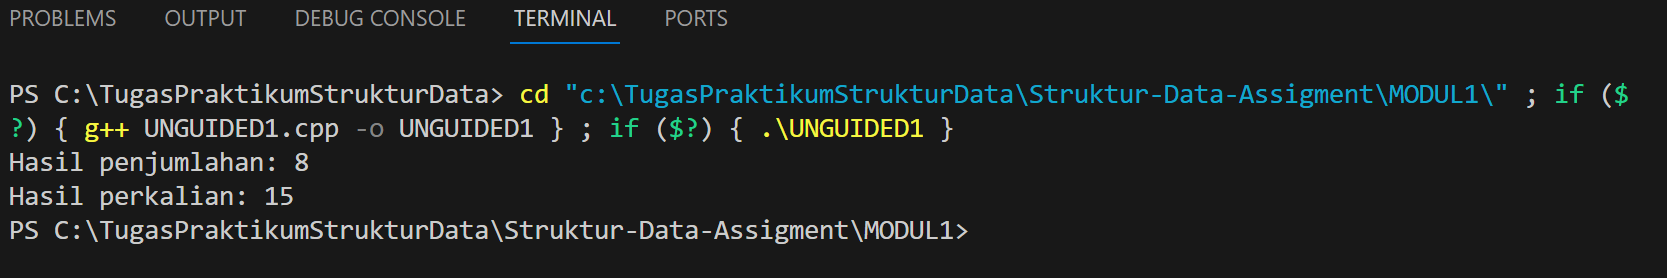 PROBLEMS OUTPUT DEBUG CONSOLE TERMINAL PORTS
PS C:\TugasPraktikumStrukturData> cd "c:\TugasPraktikumStrukturData\Struktur-Data-Assigment\MODUL1\" ; if ($
?) { g++ UNGUIDED1.cpp -o UNGUIDED1 } ; if ($?) { .\UNGUIDED1 }
Hasil penjumlahan: 8
Hasil perkalian: 15
PS C:\TugasPraktikumStrukturData\Struktur-Data-Assigment\MODUL1>